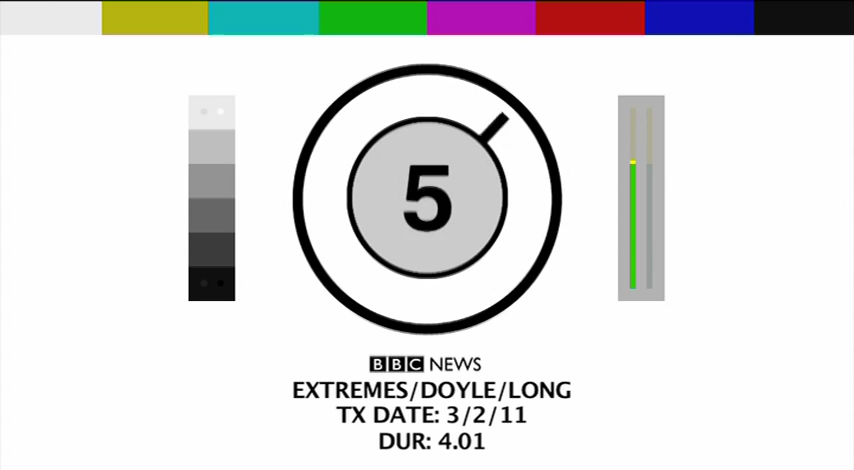 5
BBC NEWS
EXTREMES/DOYLE/LONG
TX DATE: 3/2/11
DUR: 4.01